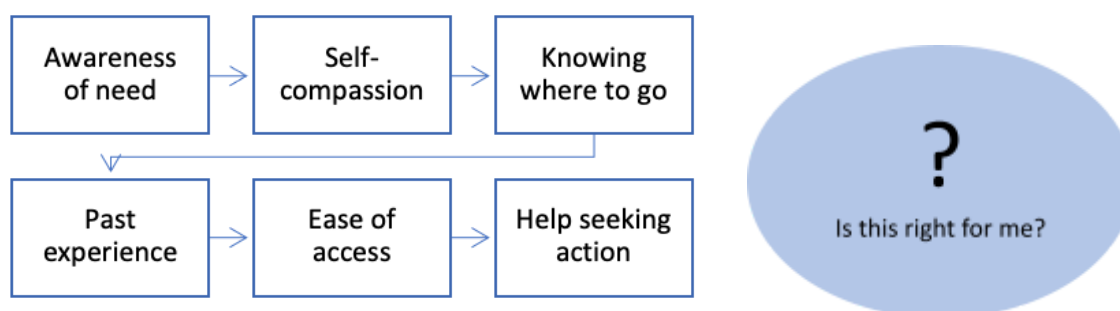 Awareness
of need
Self-
compassion
Knowing
where to go
Past
experience
Ease of
access
Help seeking
action
?
Is this right for me?